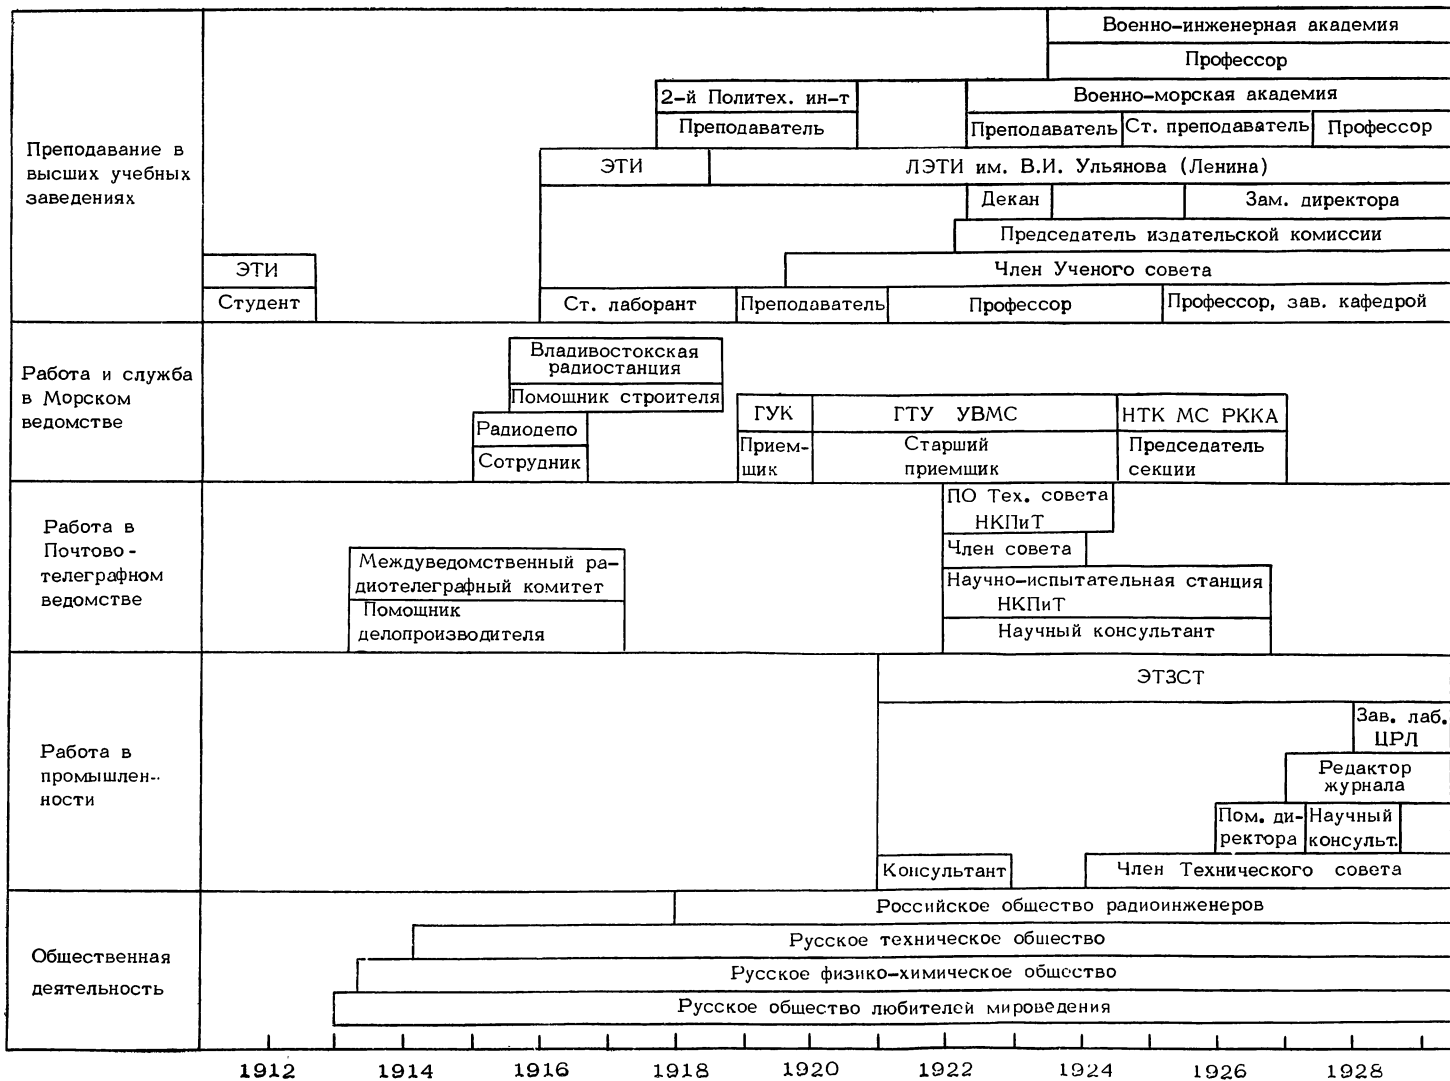 Преподавание в
высших учебных
заведениях
Военно-инженерная академия
Профессор
2-й Политех. ин-т
Преподаватель
Военно-морская академия
Преподаватель
Ст. преподаватель
Профессор
ЭТИ
ЛЭТИ им. В.И. Ульянова (Ленина)
Декан
Зам. директора
Председатель издательской комиссии
ЭТИ
Член Ученого совета
Студент
Ст. лаборант
Преподаватель
Профессор
Профессор, зав. кафедрой
Работа и служба
в Морском
ведомстве
Владивостокская
радиостанция
Помошник строителя
Радиодепо
Сотрудник
ГУК
Прием-
щик
ГТУ УВМС
Старший
приемщик
НТК МС РККА
Председатель
секции
Работа в
Почтово-
телеграфном
ведомстве
Междуведомственный ра-
диотелеграфный комитет
Помощник
делопроизводителя
ПО Тех. совета
НКПиТ
Член совета
Научно-испытательная станция
НКПиТ
Научный консультант
Работа в
промышлен-
ности
ЭТЗСТ
Зав. лаб.
ЦРЛ
Редактор
журнала
Пом. ди-
ректора
Научный
консульт.
Консультант
Член Технического совета
Общественная
деятельность
Российское общество радиоинженеров
Русское техническое общество
Русское физико-химическое общество
Русское общество любителей мироведения
1912 1914 1916 1918 1920 1922 1924 1926 1928